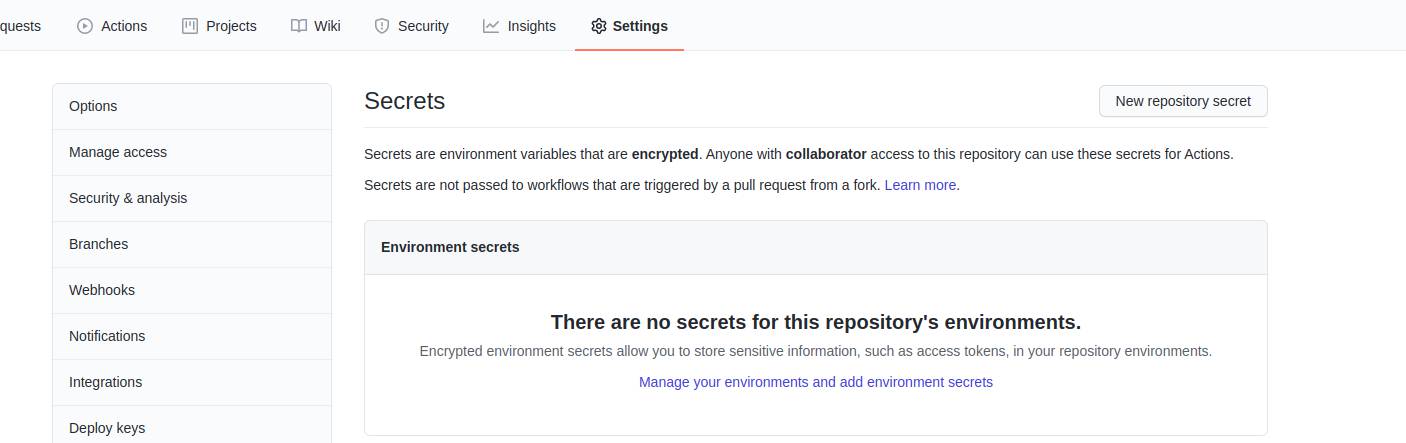 quests Actions Projects Wiki Security Insights Settings
Options
Manage access
Security & analysis
Branches
Webhooks
Notifications
Integrations
Deploy keys
Secrets
New repository secret
Secrets are environment variables that are encrypted. Anyone with collaborator access to this repository can use these secrets for Actions.
Secrets are not passed to workflows that are triggered by a pull request from a fork. Learn more.
Environment secrets
There are no secrets for this repository's environments.
Encrypted environment secrets allow you to store sensitive information, such as access tokens, in your repository environments.
Manage your environments and add environment secrets